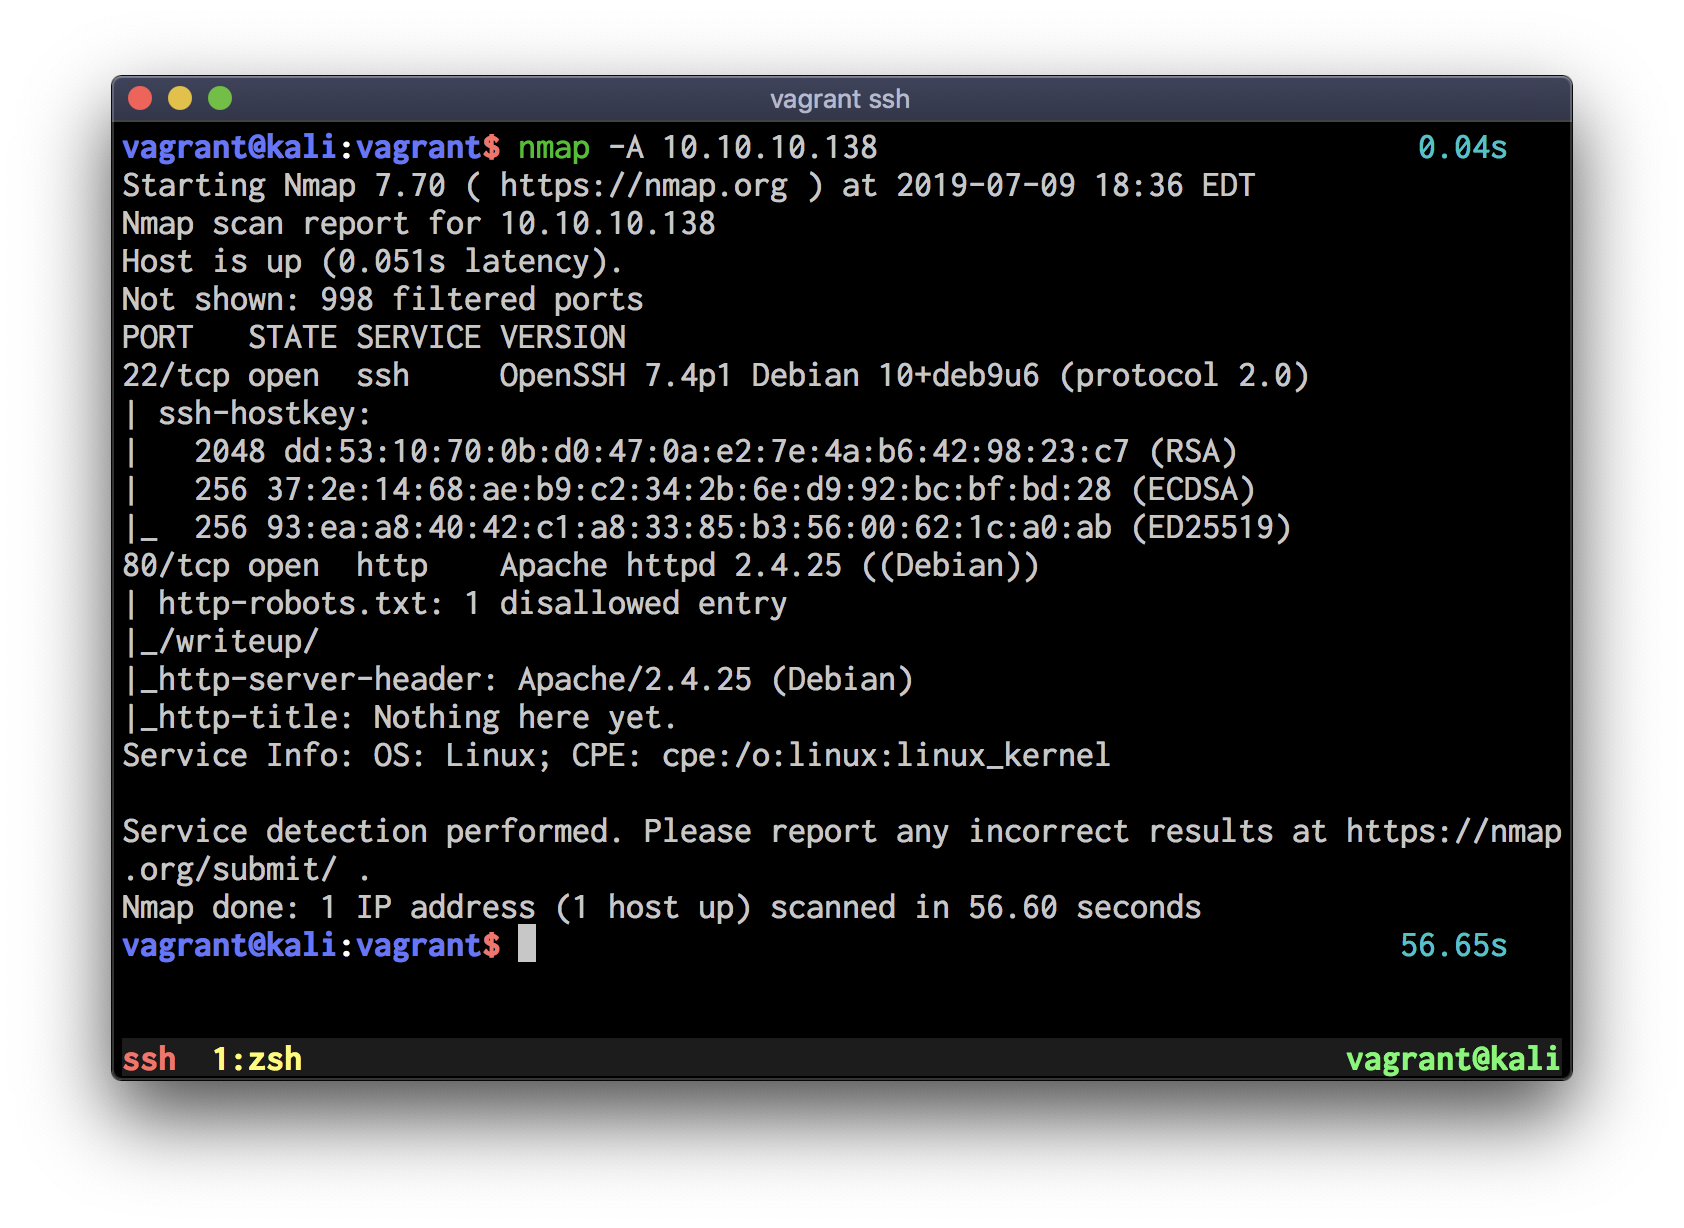 vagrant ssh
vagrant@kali:vagrant$ nmap -A 10.10.10.138 0.04s
Starting Nmap 7.70 ( https://nmap.org ) at 2019-07-09 18:36 EDT
Nmap scan report for 10.10.10.138
Host is up (0.051s latency).
Not shown: 998 filtered ports
PORT   STATE SERVICE VERSION
22/tcp open  ssh     OpenSSH 7.4p1 Debian 10+deb9u6 (protocol 2.0)
| ssh-hostkey:
|   2048 dd:53:10:70:0b:d0:47:0a:e2:7e:4a:b6:42:98:23:c7 (RSA)
|   256 37:2e:14:68:ae:b9:c2:34:2b:6e:d9:92:bc:bf:bd:28 (ECDSA)
|_  256 93:ea:a8:40:42:c1:a8:33:85:b3:56:00:62:1c:a0:ab (ED25519)
80/tcp open  http    Apache httpd 2.4.25 ((Debian))
| http-robots.txt: 1 disallowed entry
|_/writeup/
|_http-server-header: Apache/2.4.25 (Debian)
|_http-title: Nothing here yet.
Service Info: OS: Linux; CPE: cpe:/o:linux:linux_kernel
Service detection performed. Please report any incorrect results at https://nmap
.org/submit/ .
Nmap done: 1 IP address (1 host up) scanned in 56.60 seconds
vagrant@kali:vagrant$ 56.65s
ssh  1:zsh vagrant@kali